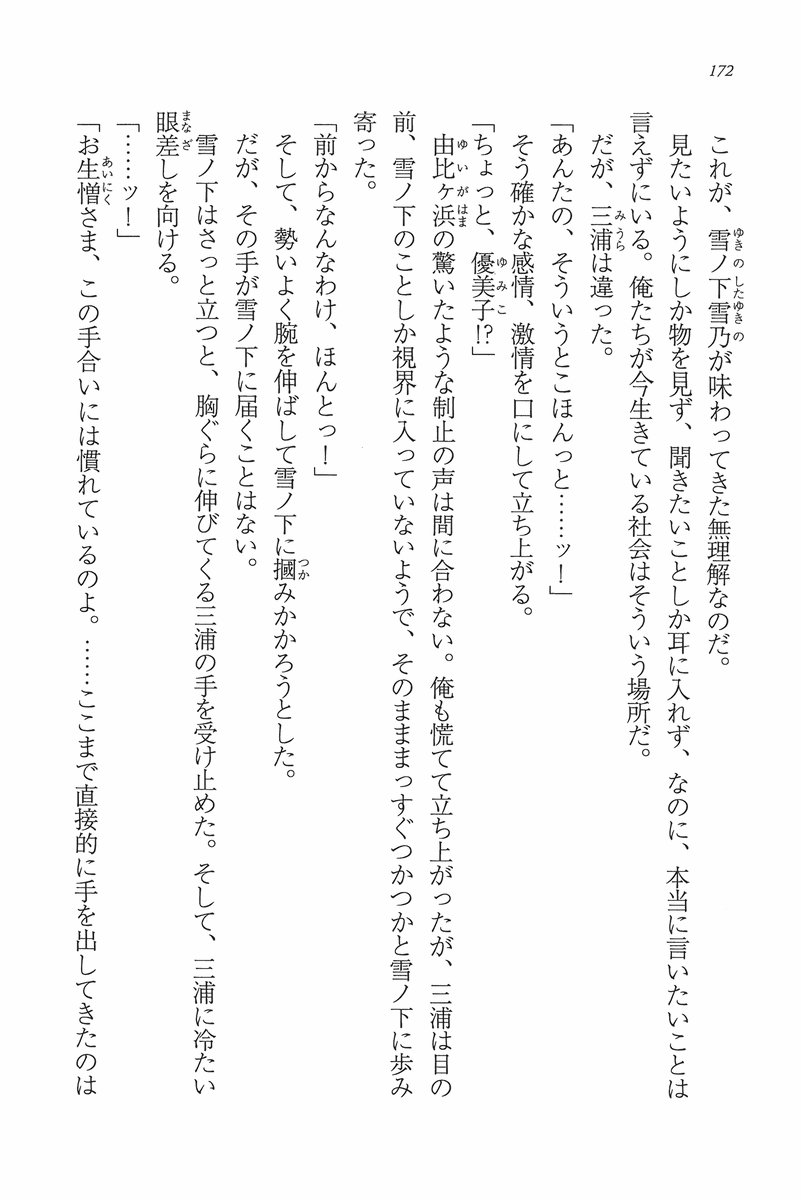 172
これが、雪ノ下雪乃が味わってきた無理解なのだ。
見たいようにしか物を見ず、聞きたいことしか耳に入れず、なのに、本当に言いたいことは
言えずにいる。俺たちが今生きている社会はそういう場所だ。
だが、三浦は違った。
「あんたの、そういうとこほんっと……ッ！」
そう確かな感情、激情を口にして立ち上がる。
「ちょっと、優美子!?」
由比ヶ浜の驚いたような制止の声は間に合わない。俺も慌てて立ち上がったが、三浦は目の
前、雪ノ下のことしか視界に入っていないようで、そのまままっすぐつかつかと雪ノ下に歩み
寄った。
「前からなんなわけ、ほんとっ！」
そして、勢いよく腕を伸ばして雪ノ下に摑みかかろうとした。
だが、その手が雪ノ下に届くことはない。
雪ノ下はさっと立つと、胸ぐらに伸びてくる三浦の手を受け止めた。そして、三浦に冷たい
眼差しを向ける。
「……ッ！」
「お生憎さま、この手合いには慣れているのよ。……ここまで直接的に手を出してきたのは